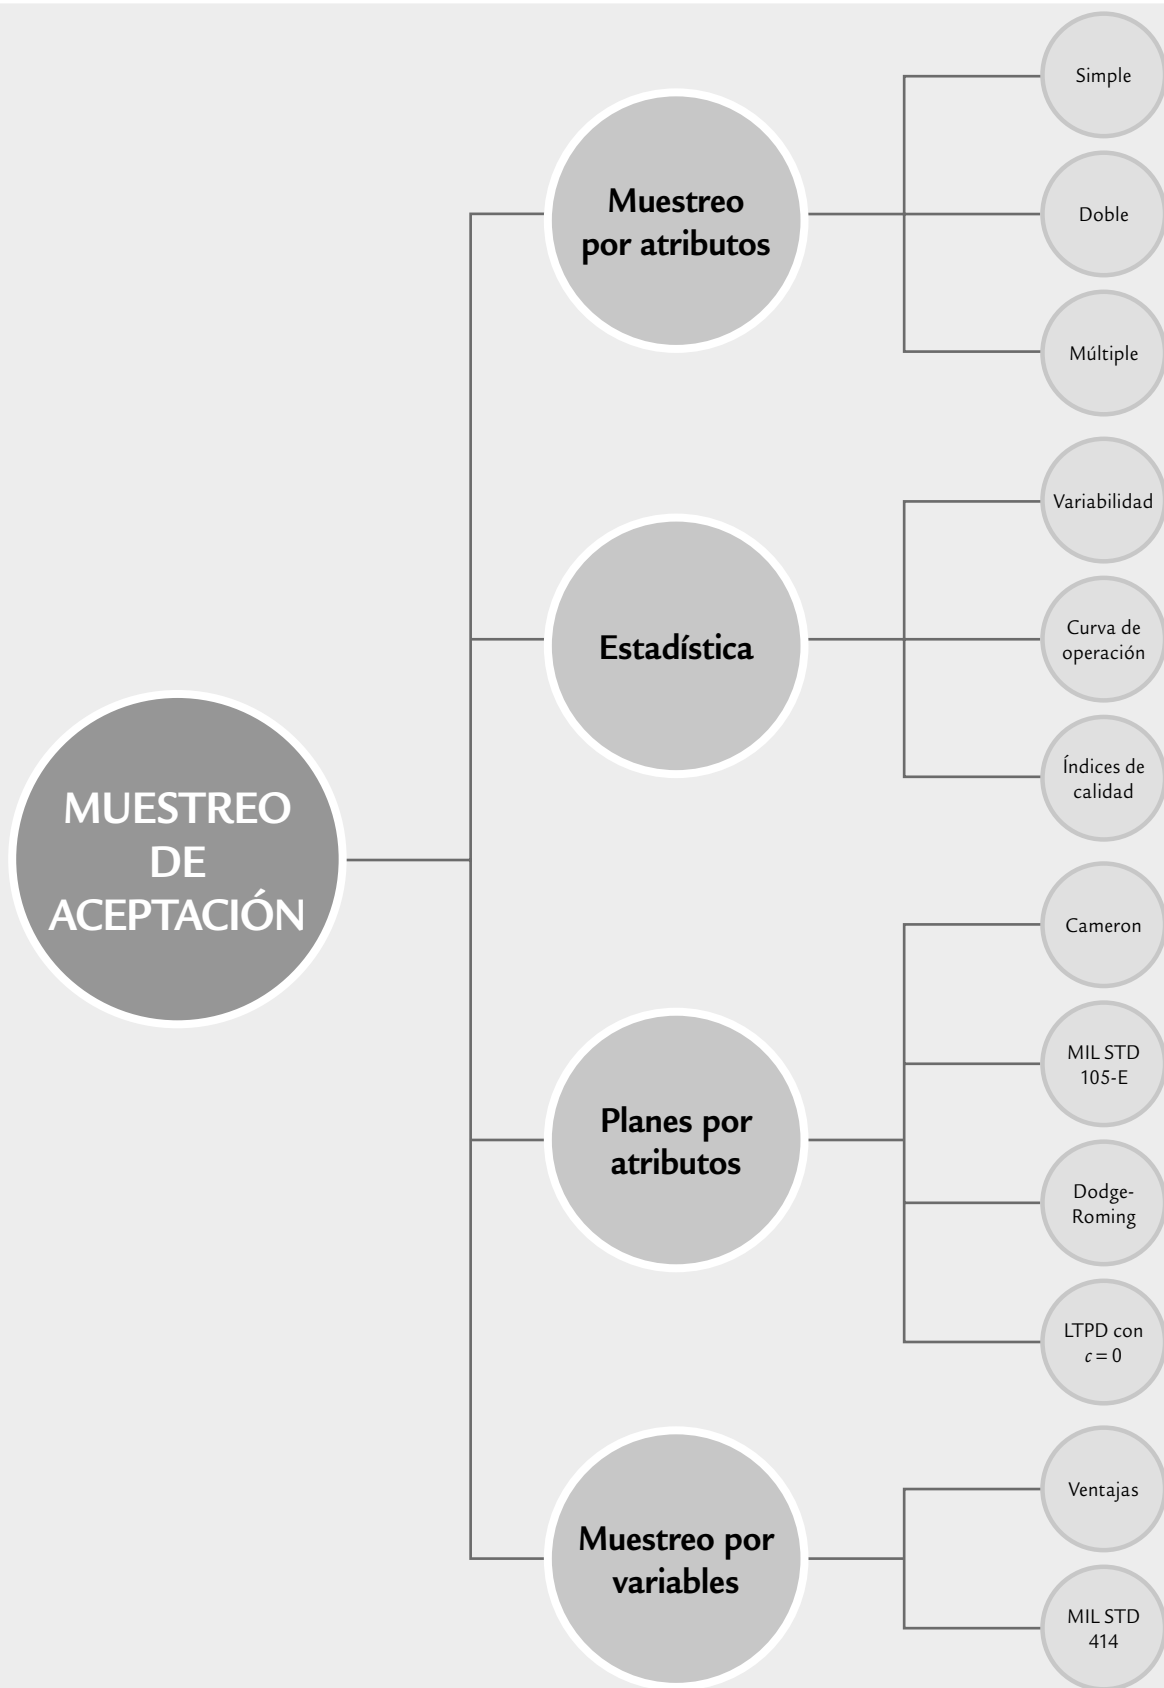 MUESTREO
DE
ACEPTACIÓN
Muestreo
por atributos
Simple
Doble
Múltiple
Estadística
Variabilidad
Curva de
operación
Índices de
calidad
Planes por
atributos
Cameron
MIL STD
105-E
Dodge-
Roming
LTPD con
c = 0
Muestreo por
variables
Ventajas
MIL STD
414